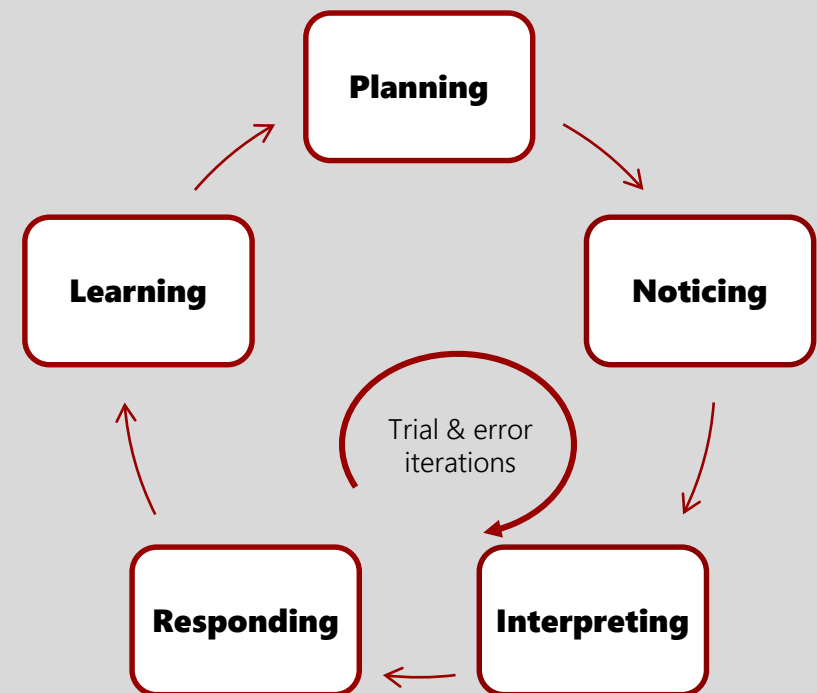 Planning
Learning
Noticing
Trial & error
iterations
Responding
Interpreting